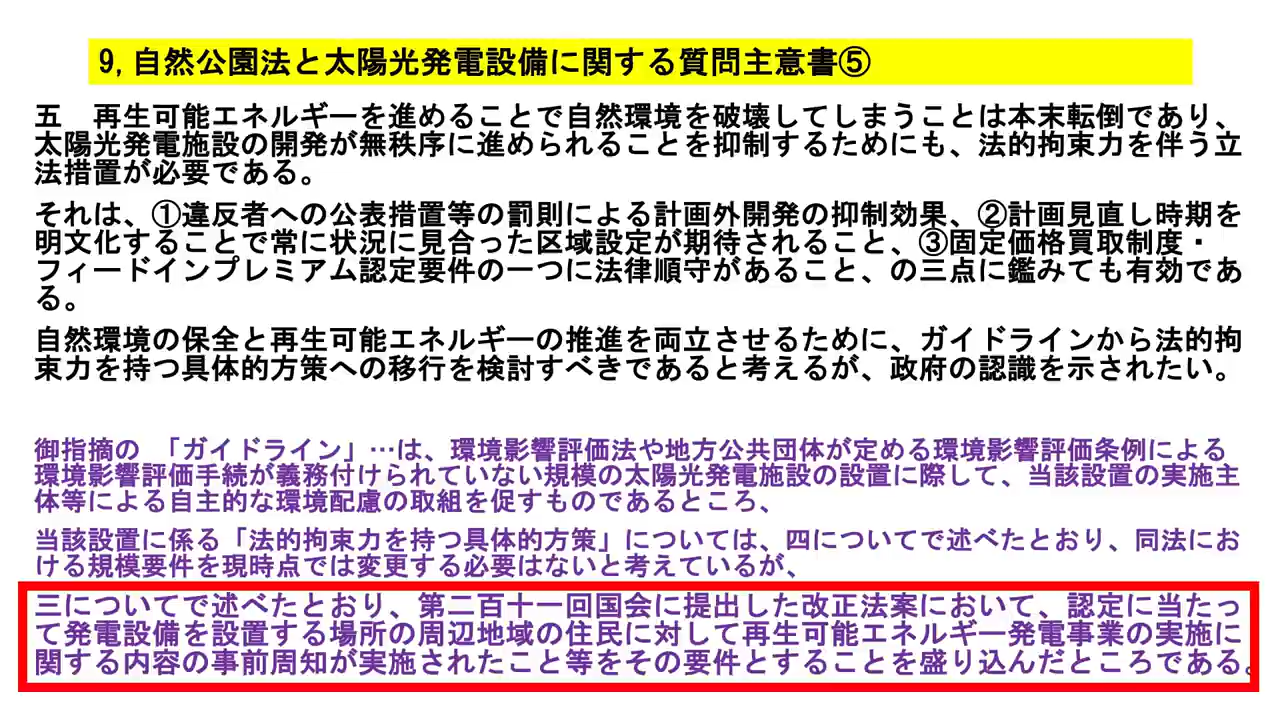 9,自然公園法と太陽光発電設備に関する質問主意書⑤
五　再生可能エネルギーを進めることで自然環境を破壊してしまうことは本末転倒であり、
太陽光発電施設の開発が無秩序に進められることを抑制するためにも、法的拘束力を伴う立
法措置が必要である。
それは、①違反者への公表措置等の罰則による計画外開発の抑制効果、②計画見直し時期を
明文化することで常に状況に見合った区域設定が期待されること、③固定価格買取制度・
フィードインプレミアム認定要件の一つに法律順守があること、の三点に鑑みても有効であ
る。
自然環境の保全と再生可能エネルギーの推進を両立させるために、ガイドラインから法的拘
束力を持つ具体的方策への移行を検討すべきであると考えるが、政府の認識を示されたい。
御指摘の「ガイドライン」…は、環境影響評価法や地方公共団体が定める環境影響評価条例による
環境影響評価手続が義務付けられていない規模の太陽光発電施設の設置に際して、当該設置の実施主
体等による自主的な環境配慮の取組を促すものであるところ、
当該設置に係る「法的拘束力を持つ具体的方策」については、四についてで述べたとおり、同法にお
ける規模要件を現時点では変更する必要はないと考えているが、
三についてで述べたとおり、第二百十一回国会に提出した改正法案において、認定に当たっ
て発電設備を設置する場所の周辺地域の住民に対して再生可能エネルギー発電事業の実施に
関する内容の事前周知が実施されたこと等をその要件とすることを盛り込んだところである。